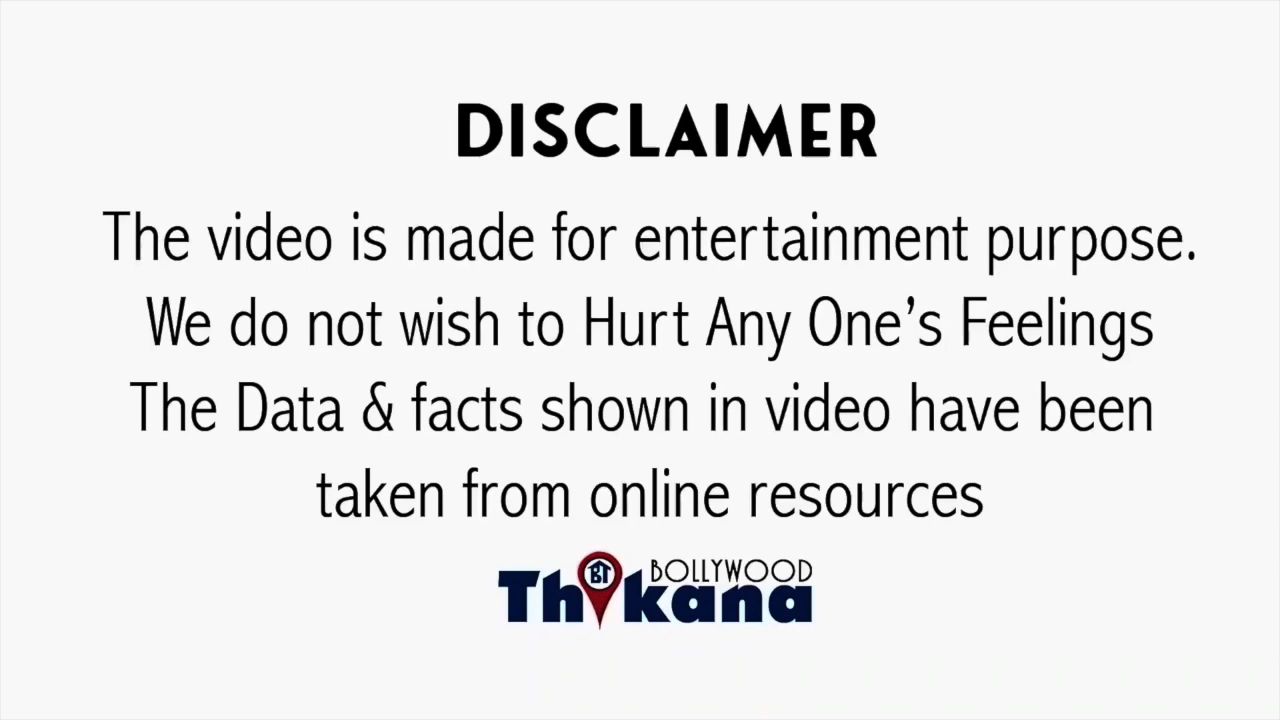 DISCLAIMER
The video is made for entertainment purpose.
We do not wish to Hurt Any One’s Feelings
The Data & facts shown in video have been
taken from online resources
BT BOLLYWOOD
Thikana